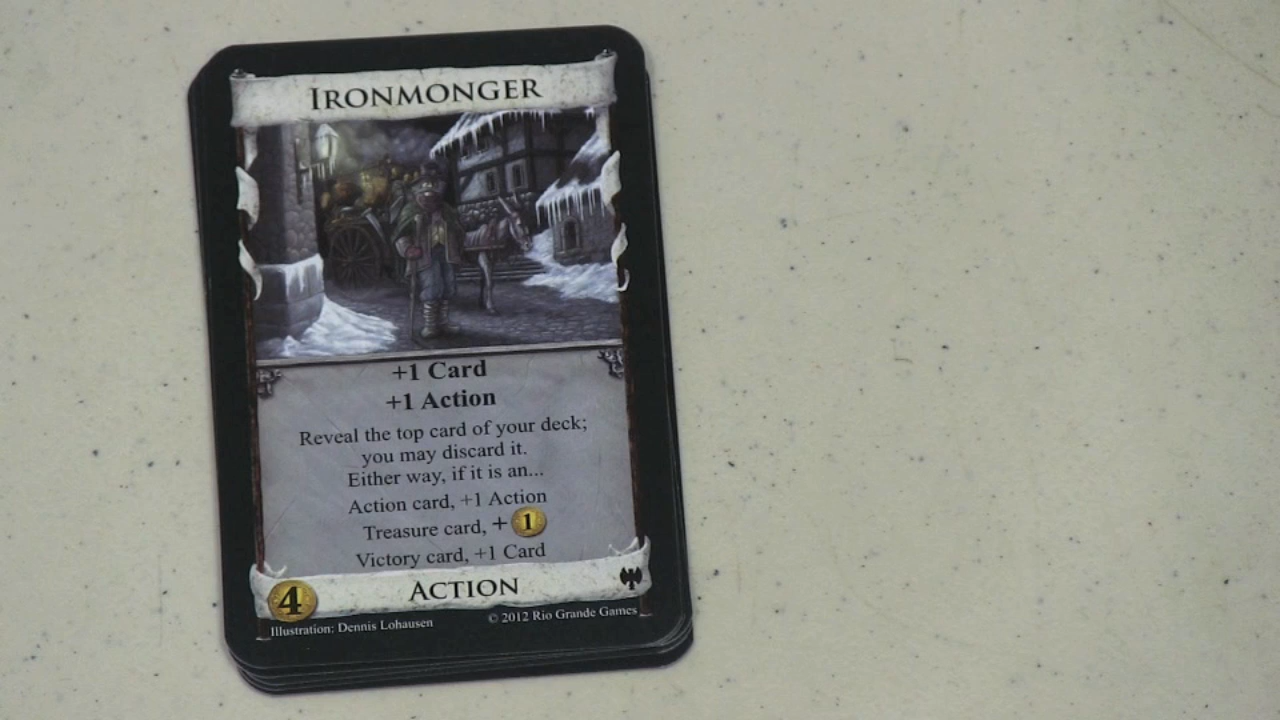 IRONMONGER
+1 Card
+1 Action
Reveal the top card of your deck;
you may discard it.
Either way, if it is an...
Action card, +1 Action
Treasure card, + 1
Victory card, +1 Card
4 ACTION
Illustration: Dennis Lohausen © 2012 Rio Grande Games